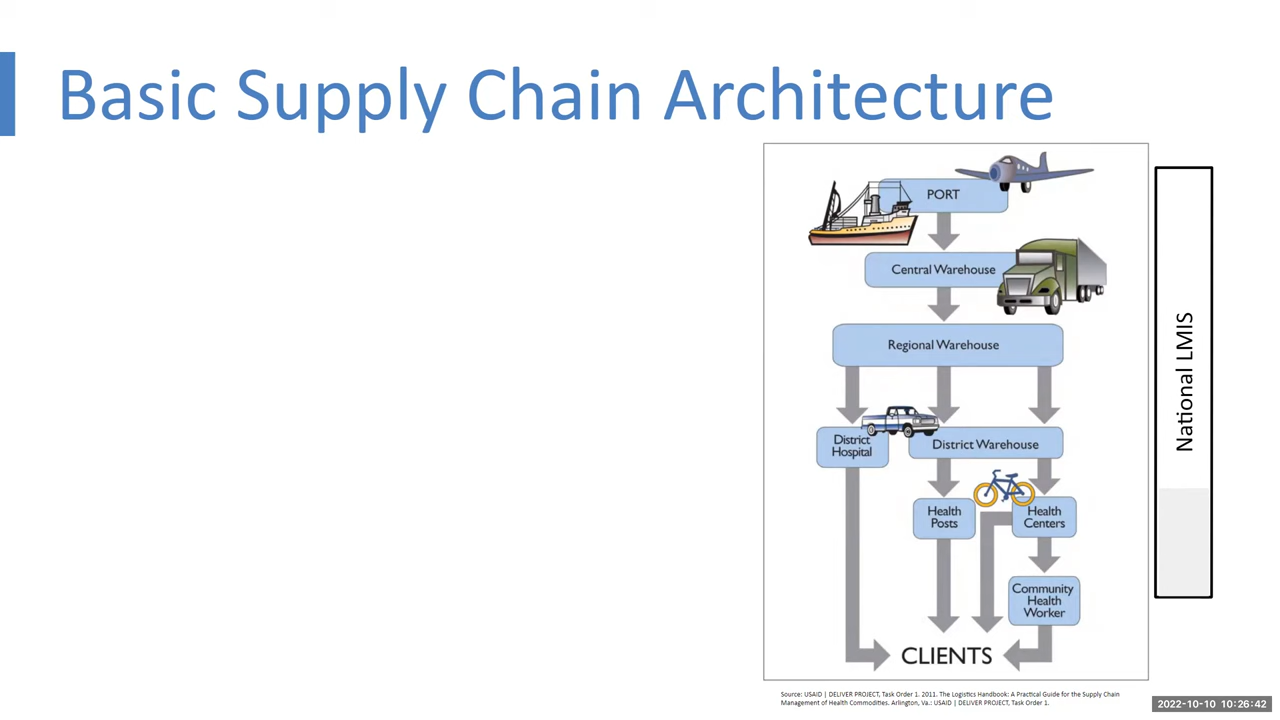 Basic Supply Chain Architecture
PORT
Central Warehouse
Regional Warehouse
District
Hospital
District Warehouse
Health
Posts
Health
Centers
Community
Health
Worker
CLIENTS
National LMIS
Source: USAID | DELIVER PROJECT, Task Order 1. 2011. The Logistics Handbook: A Practical Guide for the Supply Chain
Management of Health Commodities. Arlington, Va.: USAID | DELIVER PROJECT, Task Order 1.
2022-10-10 10:26:42